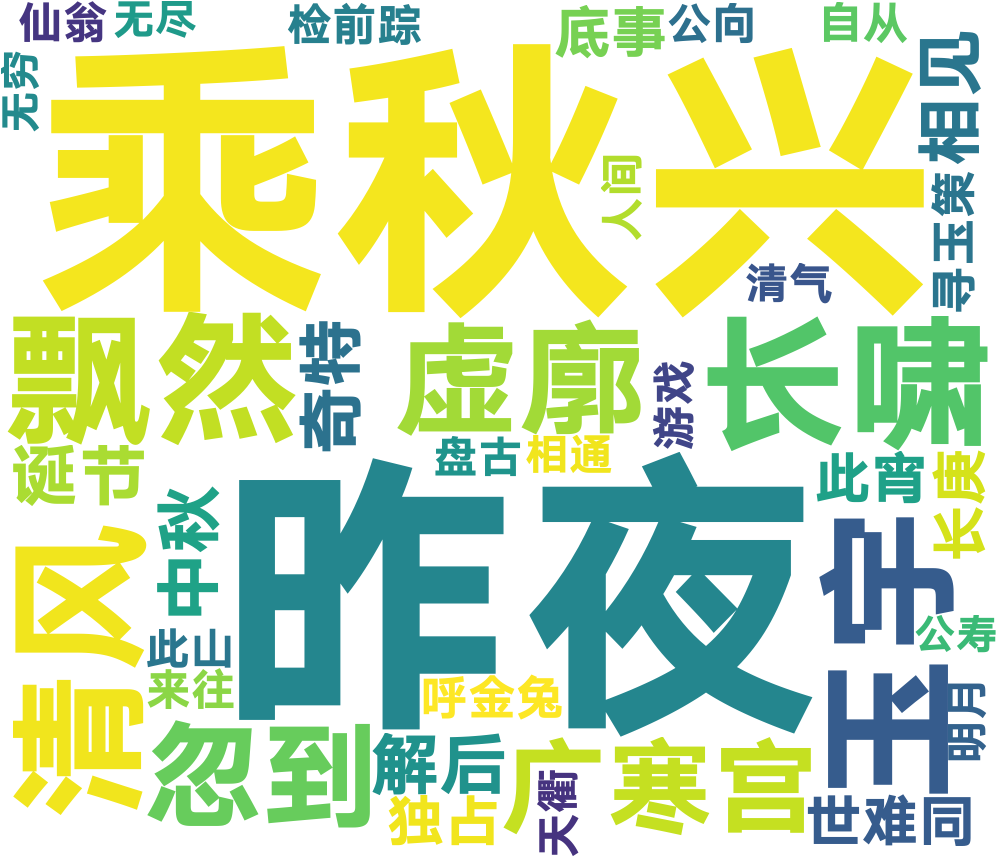 仙翁
无尽
检前踪
底事
公向
自从
无穷
乘秋兴
相见
人间
寻玉策
清气
飘然
奇特
虚廓
游戏
长啸
诞节
盘古
相通
此宵
长庚
中秋
昨夜
玉宇
清风
公寿
此山
来往
呼金兔
明月
忽到
解后
广寒宫
独占
天衢
世难同